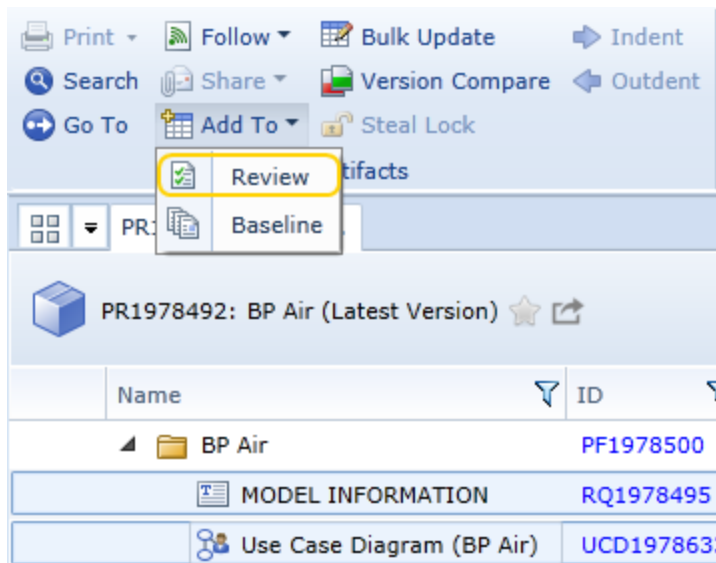 Print Follow Bulk Update Indent
Search Share Version Compare Outdent
Go To Add To Steal Lock
Review
Baseline
PR1978492: BP Air (Latest Version)
Name ID
BP Air PF1978500
MODEL INFORMATION RQ1978495
Use Case Diagram (BP Air)